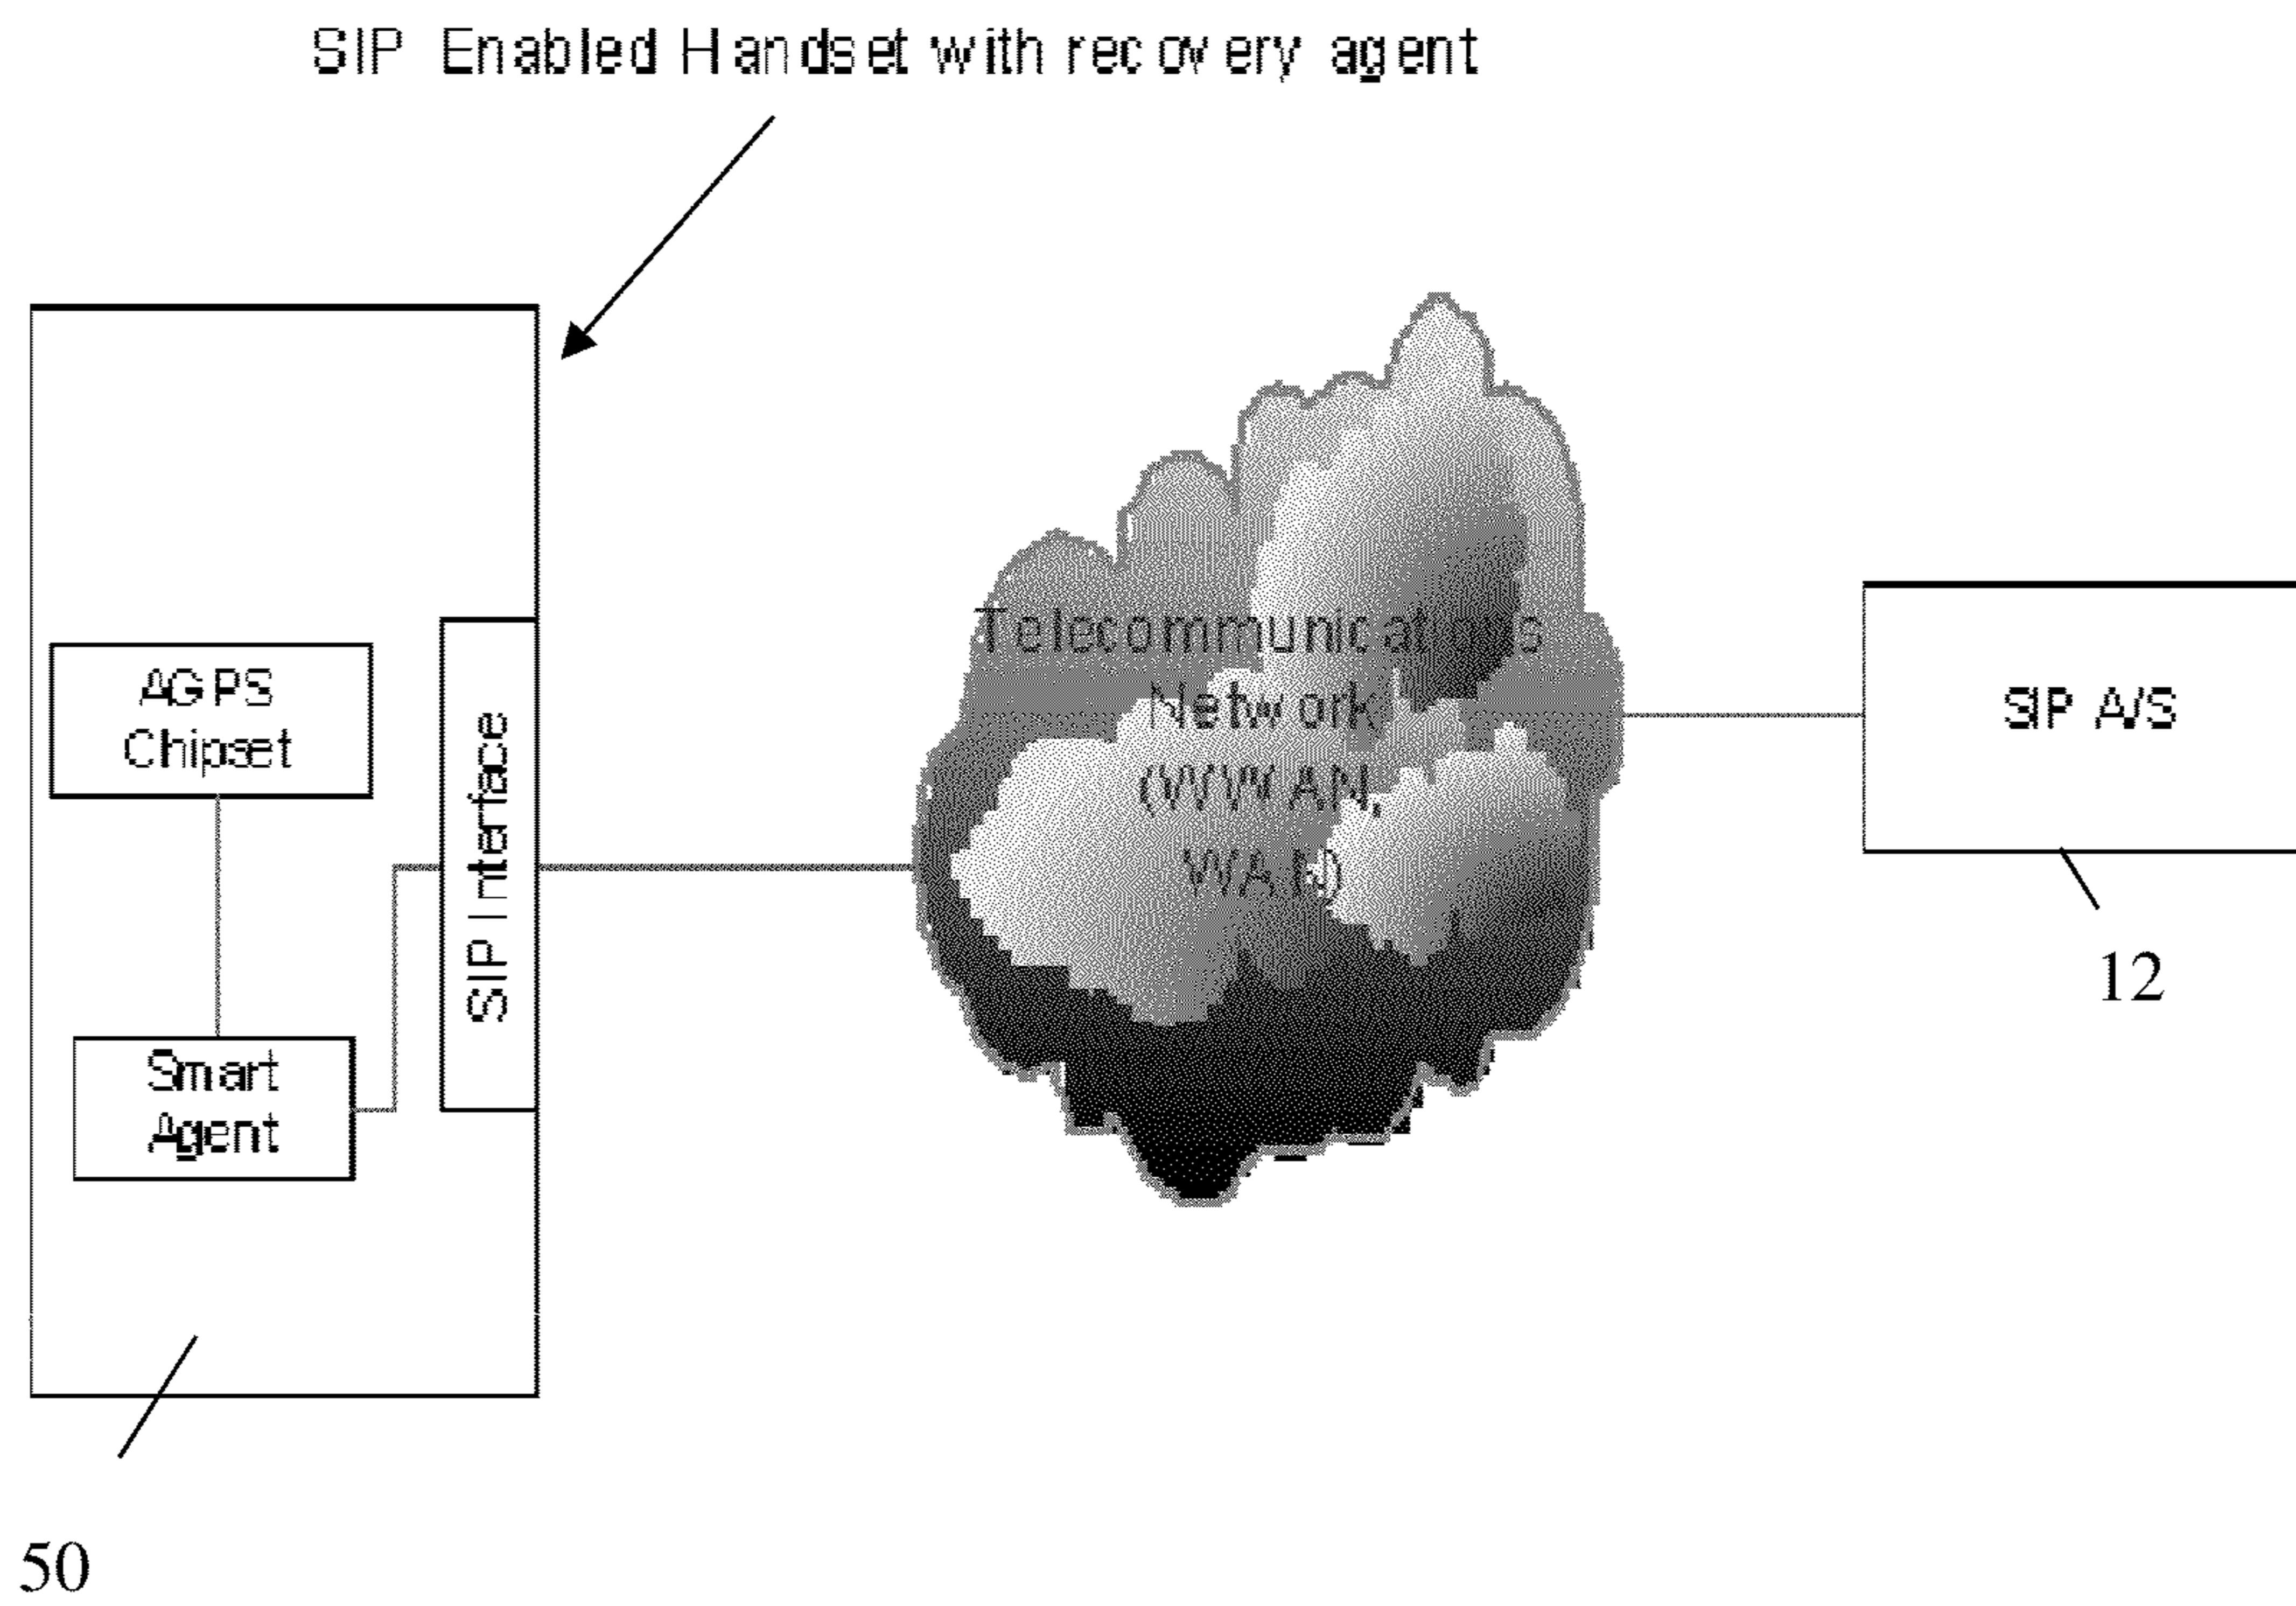 SIP Enabled Handset with recovery agent
AGPS
Chipset
SIP Interface
Smart
Agent
Telecommunications
Network
(WWAN,
WAN)
SIP A/S
12
50